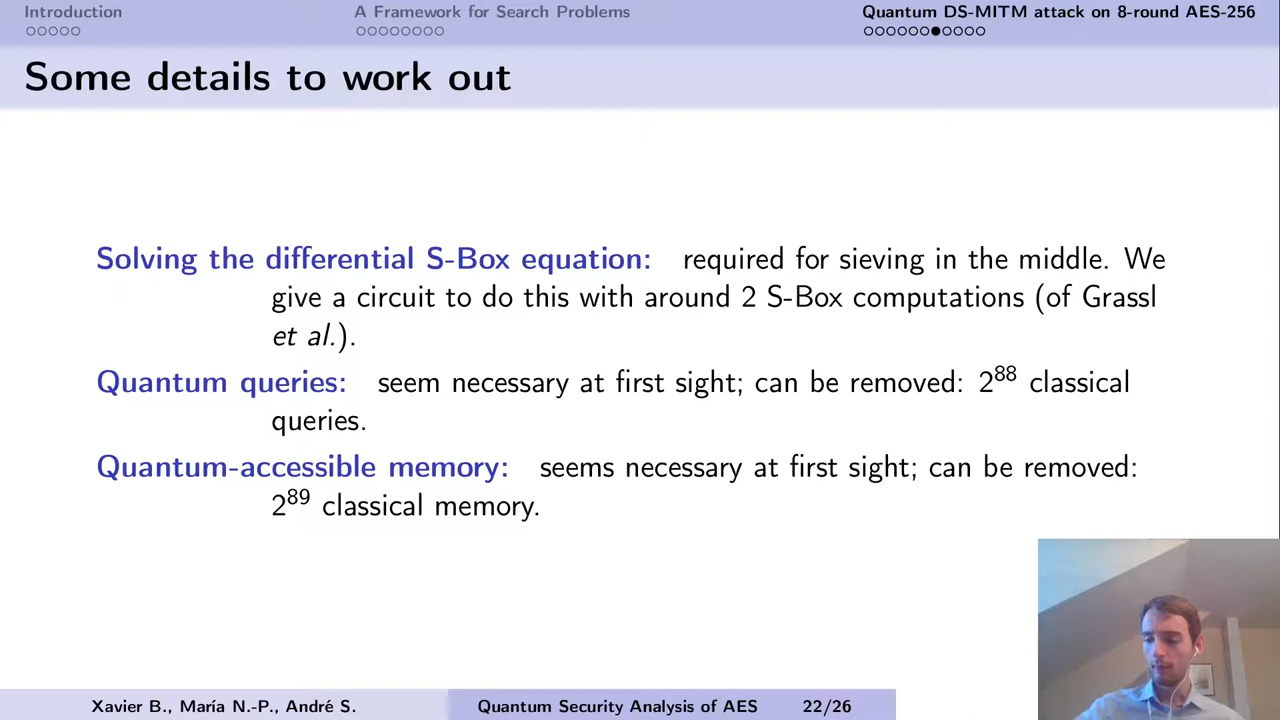 Introduction
A Framework for Search Problems
Quantum DS-MITM attack on 8-round AES-256
Some details to work out
Solving the differential S-Box equation: required for sieving in the middle. We
give a circuit to do this with around 2 S-Box computations (of Grassl
et al.).
Quantum queries: seem necessary at first sight; can be removed: 2^88 classical
queries.
Quantum-accessible memory: seems necessary at first sight; can be removed:
2^89 classical memory.
Xavier B., María N.-P., André S.
Quantum Security Analysis of AES
22/26